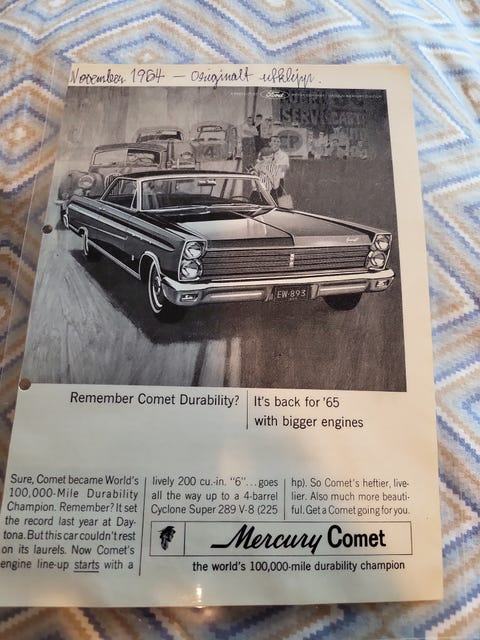 November 1964 – Originalt urklipp.
Ford
SERV
EW-893
Remember Comet Durability?
It's back for '65
with bigger engines
Sure, Comet became World's
100,000-Mile Durability
Champion. Remember? It set
the record last year at Day-
tona. But this car couldn't rest
on its laurels. Now Comet's
engine line-up starts with a
lively 200 cu.-in. "6"...goes
all the way up to a 4-barrel
Cyclone Super 289 V-8 (225
hp). So Comet's heftier, live-
lier. Also much more beauti-
ful. Get a Comet going for you.
Mercury Comet
the world's 100,000-mile durability champion